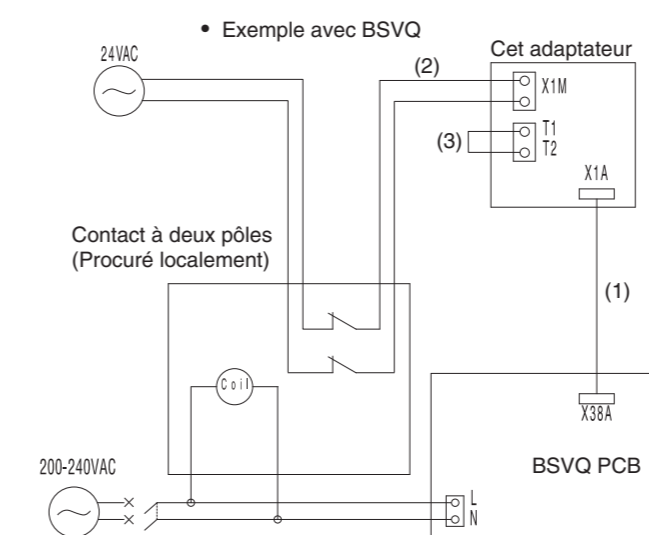 • Exemple avec BSVQ
24VAC
Cet adaptateur
(2)
X1M
(3)
T1
T2
X1A
Contact à deux pôles
(Procuré localement)
(1)
Coil
X38A
200-240VAC
BSVQ PCB
L
N